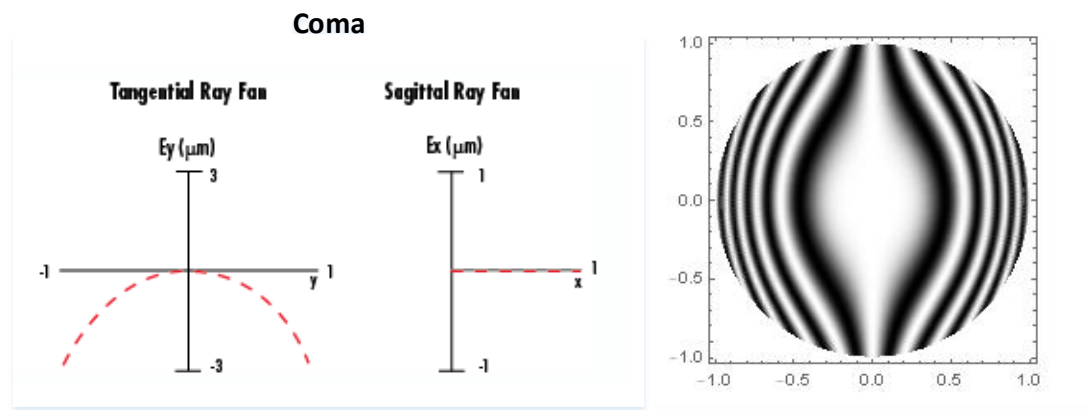 Coma
Tangential Ray Fan
Ey (µm)
3
-1
1
y
-3
Sagittal Ray Fan
Ex (µm)
1
1
x
-1
1.0
0.5
0.0
-0.5
-1.0
-1.0 -0.5 0.0 0.5 1.0